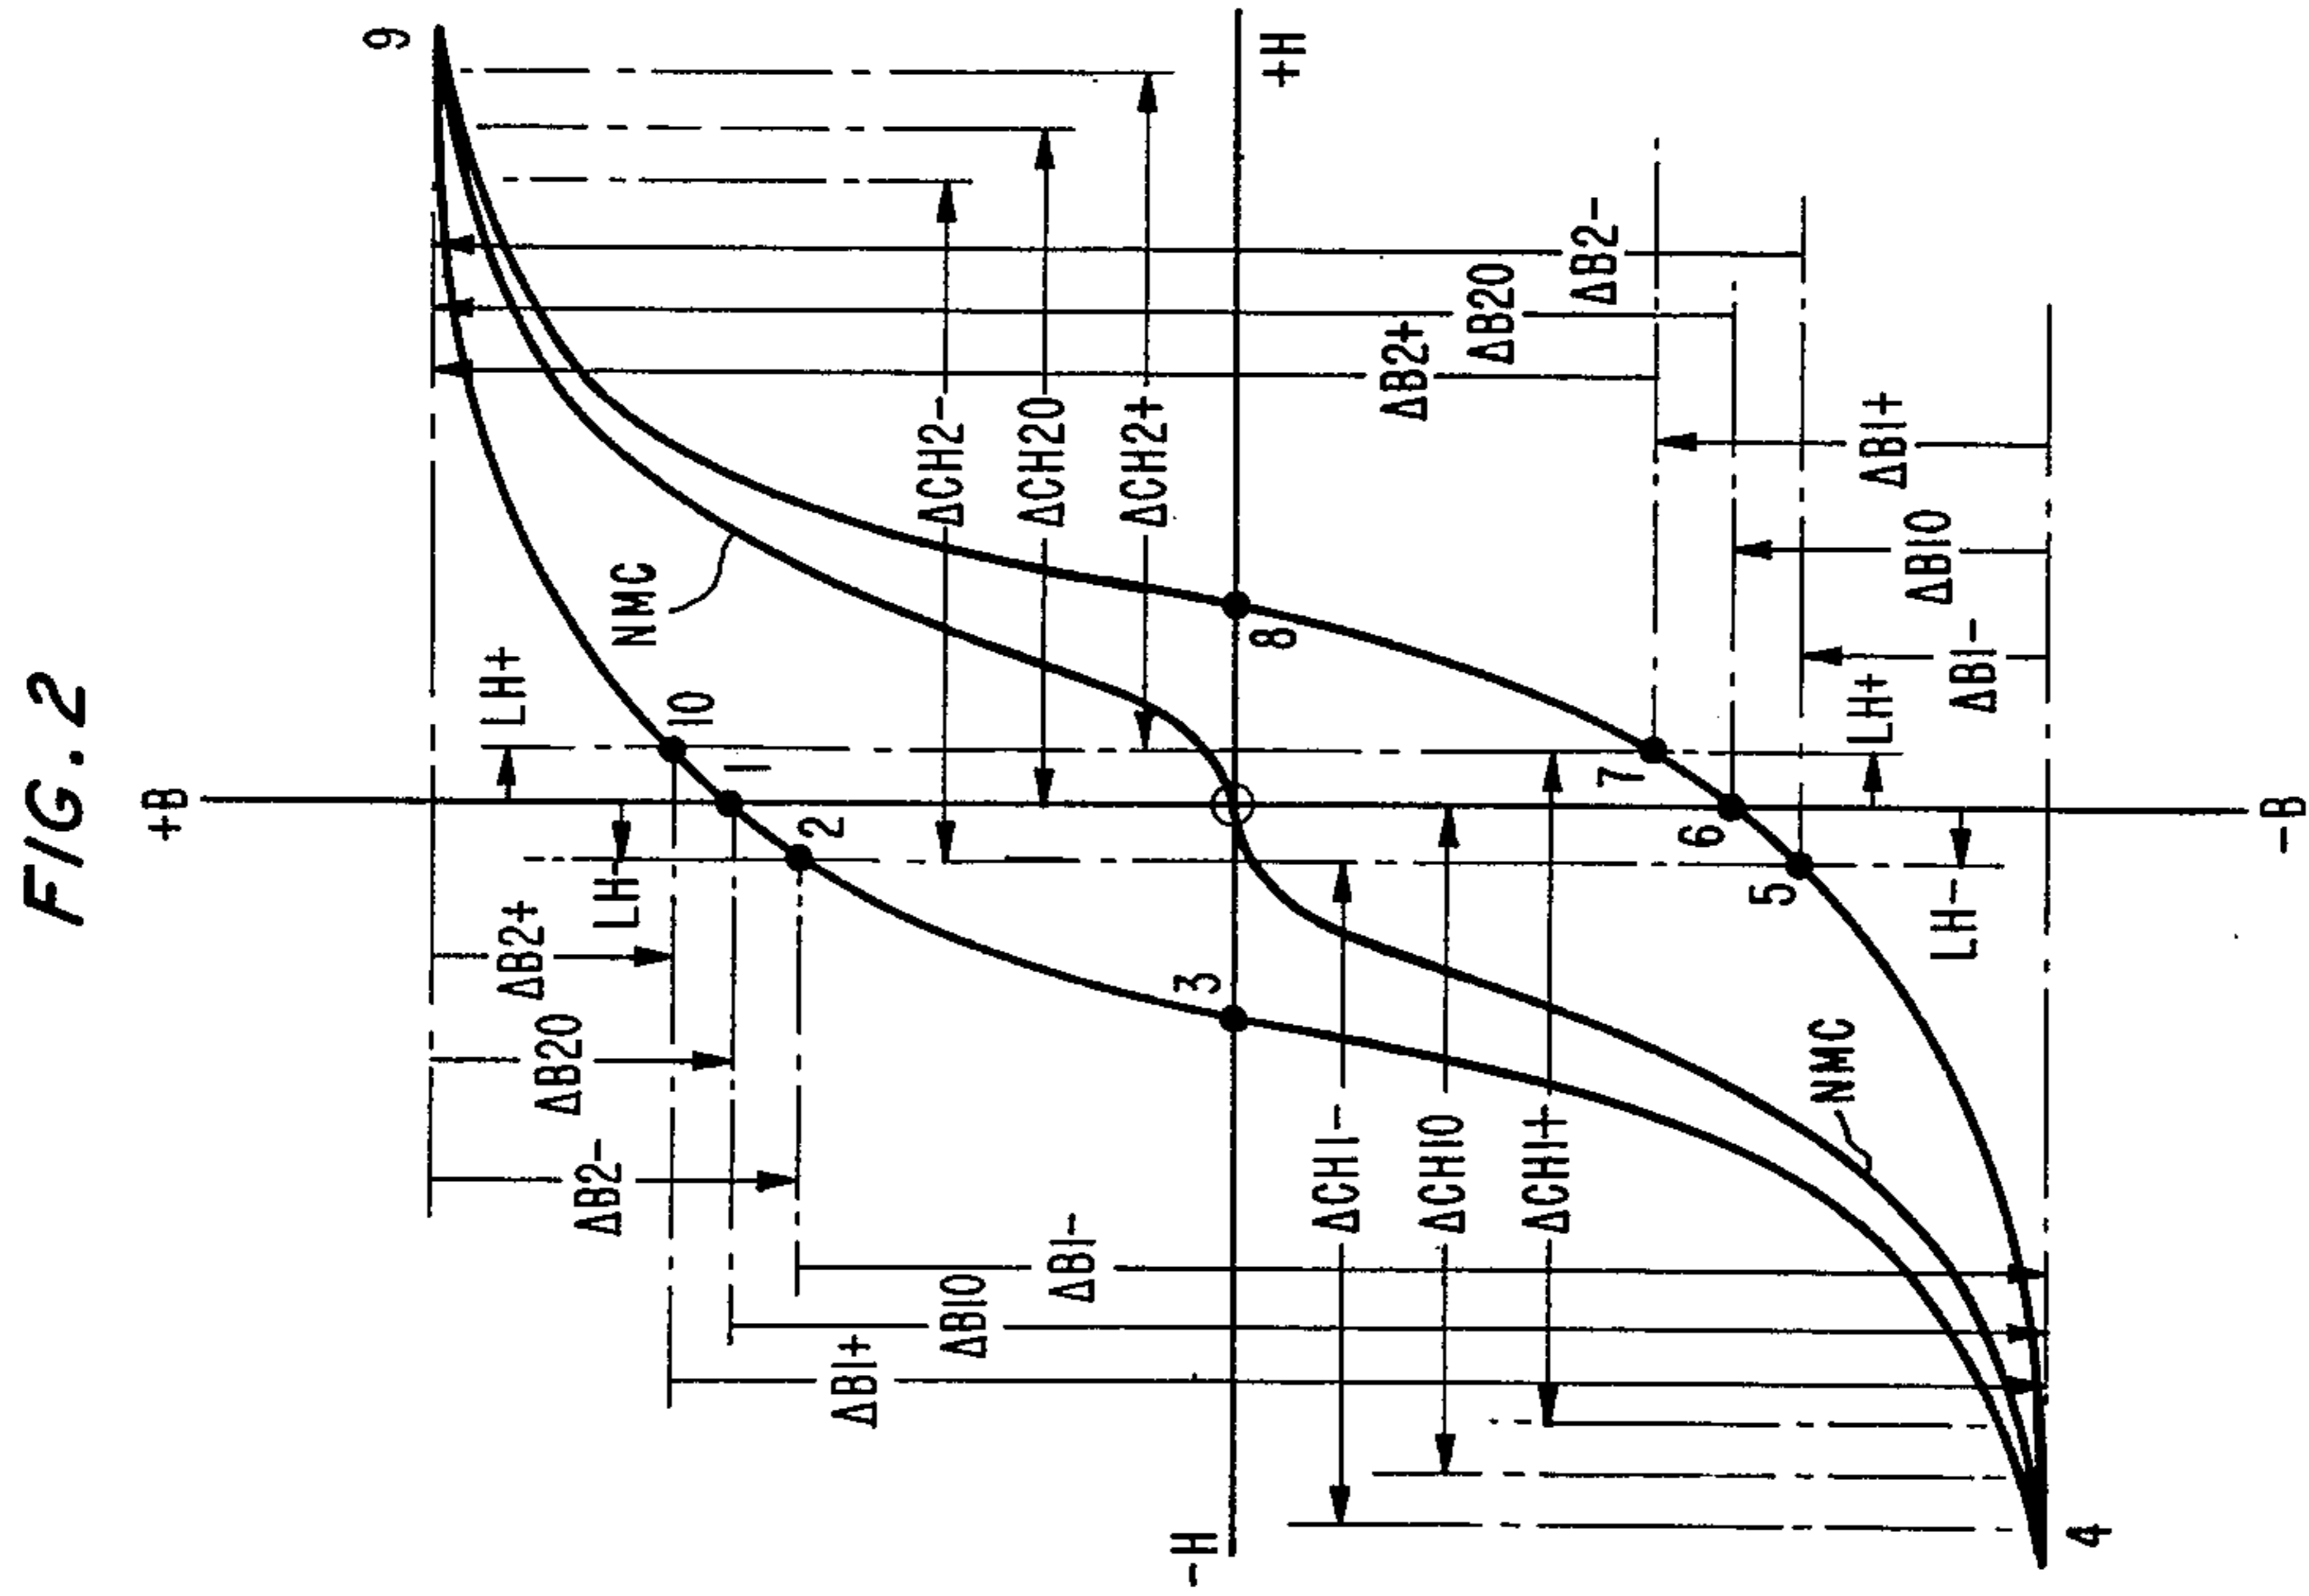 FIG. 2
+B
9
LH+
10
1
LH-
2
ΔB2+
ΔB20
ΔB2-
NMC
ΔCH2-
ΔCH20
ΔCH2+
+H
8
3
-H
ΔB1+
ΔB10
ΔB1-
ΔCH1-
ΔCH10
ΔCH1+
ΔB2+
ΔB20
ΔB2-
7
6
5
ΔB1+
ΔB10
ΔB1-
LH+
LH-
NMC
4
-B